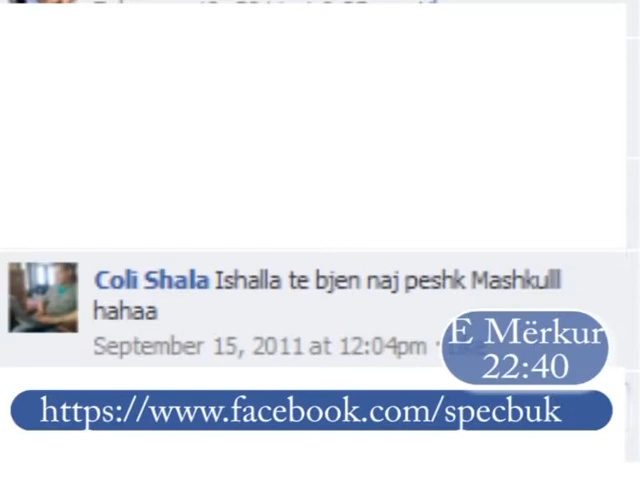 Coli Shala Ishalla te bjen naj peshk Mashkulll
hahaa
September 15, 2011 at 12:04pm ·
E Mërkur
22:40
https://www.facebook.com/specbuk